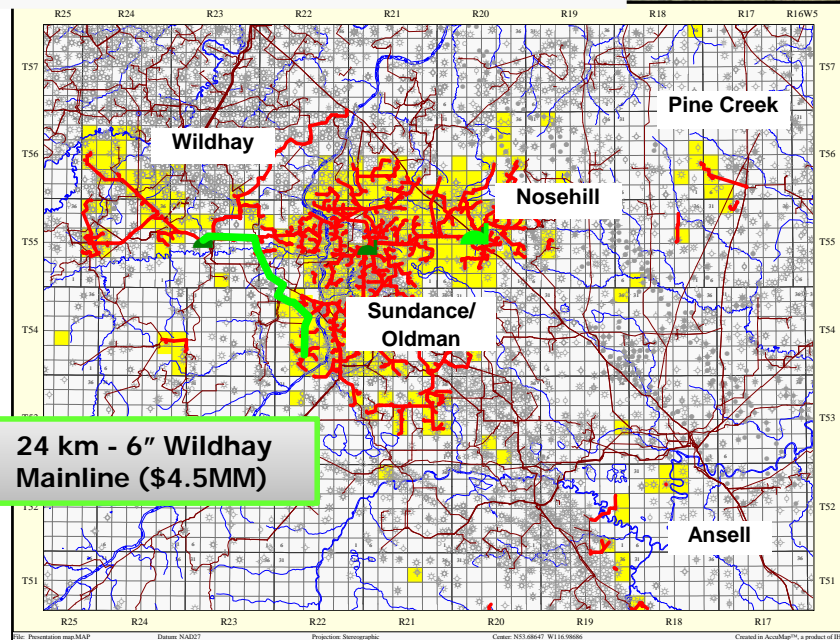 R25 R24 R23 R22 R21 R20 R19 R18 R17 R16W5
T57 T57
Pine Creek
Wildhay
T56 T56
Nosehill
T55 T55
Sundance/
Oldman
T54 T54
T53
24 km - 6” Wildhay
Mainline ($4.5MM)
T52
Ansell
T51 T51
R25 R24 R23 R22 R21 R20 R19 R18 R17
File: Presentation map.MAP Datum: NAD27 Projection: Stereographic Center: N53.68647 W116.98686 Created in AccuMap™, a product of